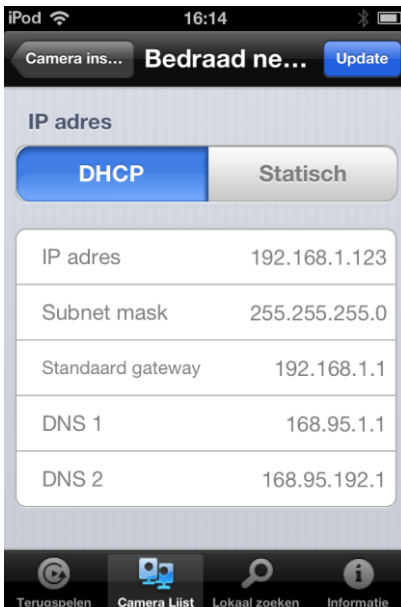 iPod 16:14
Camera ins... Bedraad ne... Update
IP adres
DHCP Statisch
IP adres 192.168.1.123
Subnet mask 255.255.255.0
Standaard gateway 192.168.1.1
DNS 1 168.95.1.1
DNS 2 168.95.192.1
Terugspelen Camera Lijst Lokaal zoeken Informatie